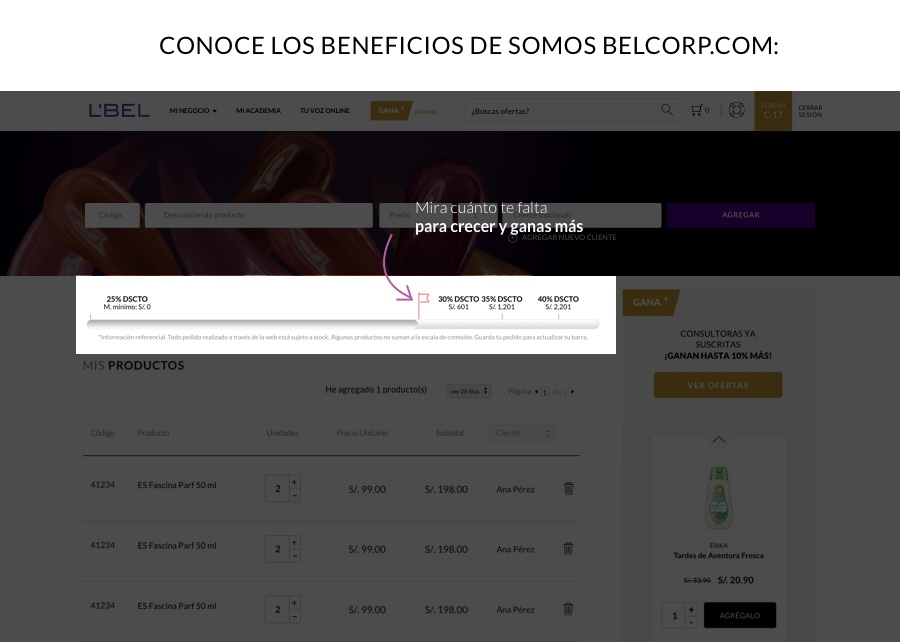 CONOCE LOS BENEFICIOS DE SOMOS BELCORP.COM:
L'BEL
MI NEGOCIO
MI ACADEMIA
TU VOZ ONLINE
GANA +
¿Buscas ofertas?
0
C-17
CERRAR
SESIÓN
Código
Descripción de producto
Precio
AGREGAR
Mira cuánto te falta
para crecer y ganas más
AGREGAR NUEVO CLIENTE
25% DSCTO
M. mínimo: S/. 0
30% DSCTO
S/. 601
35% DSCTO
S/. 1,201
40% DSCTO
S/. 2,201
*Información referencial. Todo pedido realizado a través de la web está sujeto a stock. Algunos productos no suman a la escala de comisión. Guarda tu pedido para actualizar tu barra.
MIS PRODUCTOS
He agregado 1 producto(s)
ver 20 filas
Página 1 de 1
Código Producto Unidades Precio Unitario Subtotal Cliente
41234 ES Fascina Parf 50 ml 2 + - S/. 99.00 S/. 198.00 Ana Pérez
41234 ES Fascina Parf 50 ml 2 + - S/. 99.00 S/. 198.00 Ana Pérez
41234 ES Fascina Parf 50 ml 2 + - S/. 99.00 S/. 198.00 Ana Pérez
GANA +
CONSULTORAS YA
SUSCRITAS
¡GANAN HASTA 10% MÁS!
VER OFERTAS
ESIKA
Tardes de Aventura Fresca
S/. 33.90 S/. 20.90
1 + - AGRÉGALO